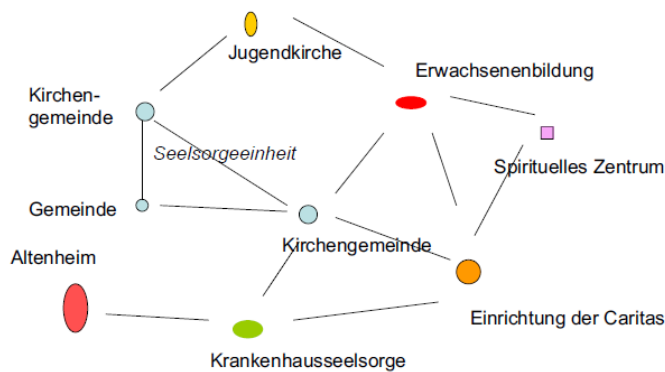 Jugendkirche
Erwachsenenbildung
Kirchen-
gemeinde
Seelsorgeeinheit
Spirituelles Zentrum
Gemeinde
Kirchengemeinde
Altenheim
Einrichtung der Caritas
Krankenhausseelsorge